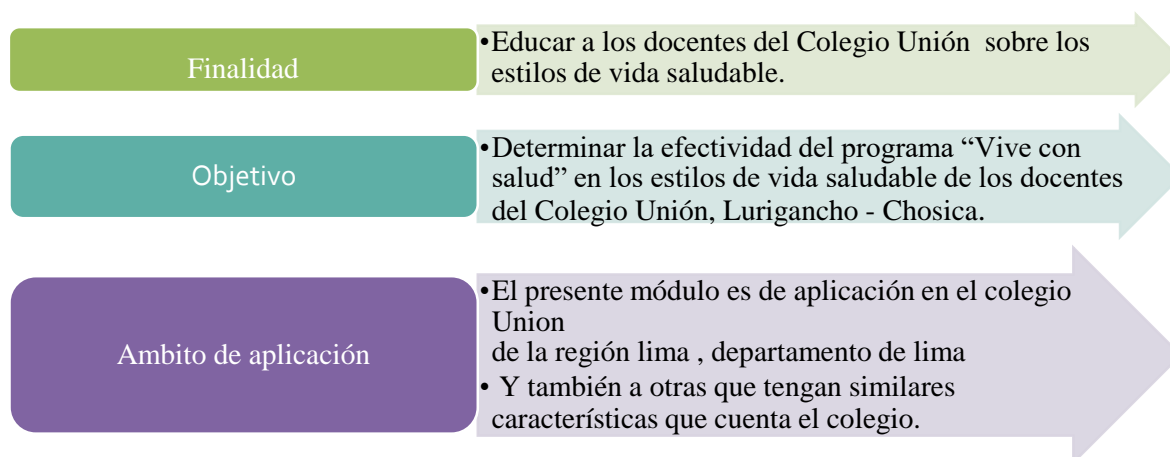 Finalidad
•Educar a los docentes del Colegio Unión sobre los
estilos de vida saludable.
Objetivo
•Determinar la efectividad del programa “Vive con
salud” en los estilos de vida saludable de los docentes
del Colegio Unión, Lurigancho - Chosica.
Ambito de aplicación
•El presente módulo es de aplicación en el colegio
Union
de la región lima , departamento de lima
• Y también a otras que tengan similares
características que cuenta el colegio.